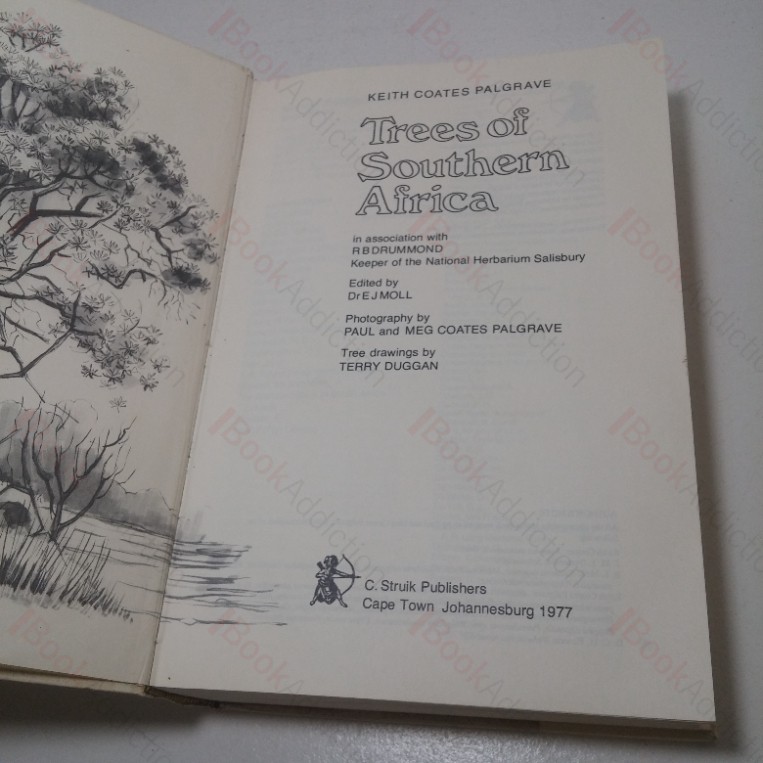 KEITH COATES PALGRAVE
Trees of
Southern
Africa
in association with
R B DRUMMOND
Keeper of the National Herbarium Salisbury
Edited by
Dr E J MOLL
Photography by
PAUL and MEG COATES PALGRAVE
Tree drawings by
TERRY DUGGAN
C. Struik Publishers
Cape Town Johannesburg 1977
BookAddiction